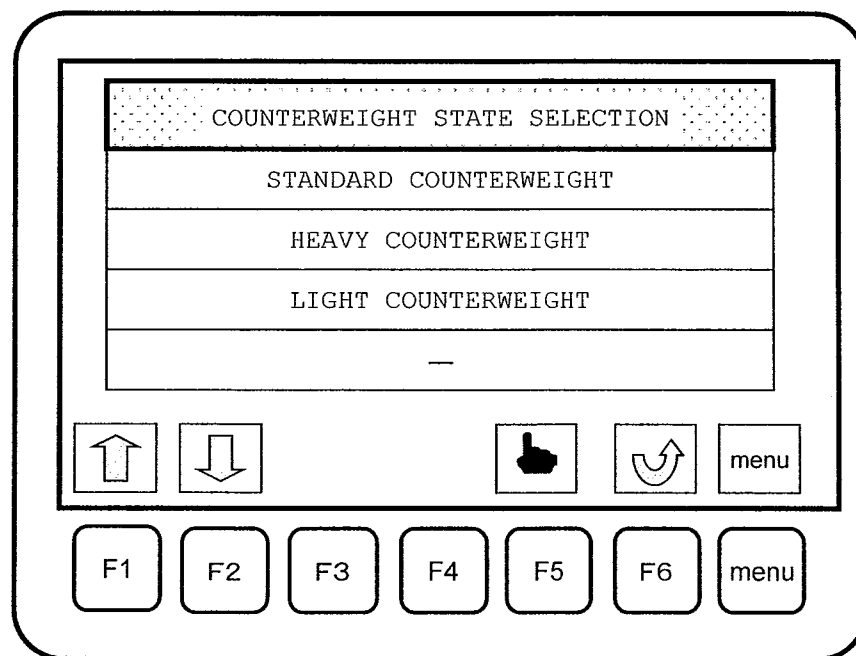 COUNTERWEIGHT STATE SELECTION
STANDARD COUNTERWEIGHT
HEAVY COUNTERWEIGHT
LIGHT COUNTERWEIGHT
—
menu
F1 F2 F3 F4 F5 F6 menu